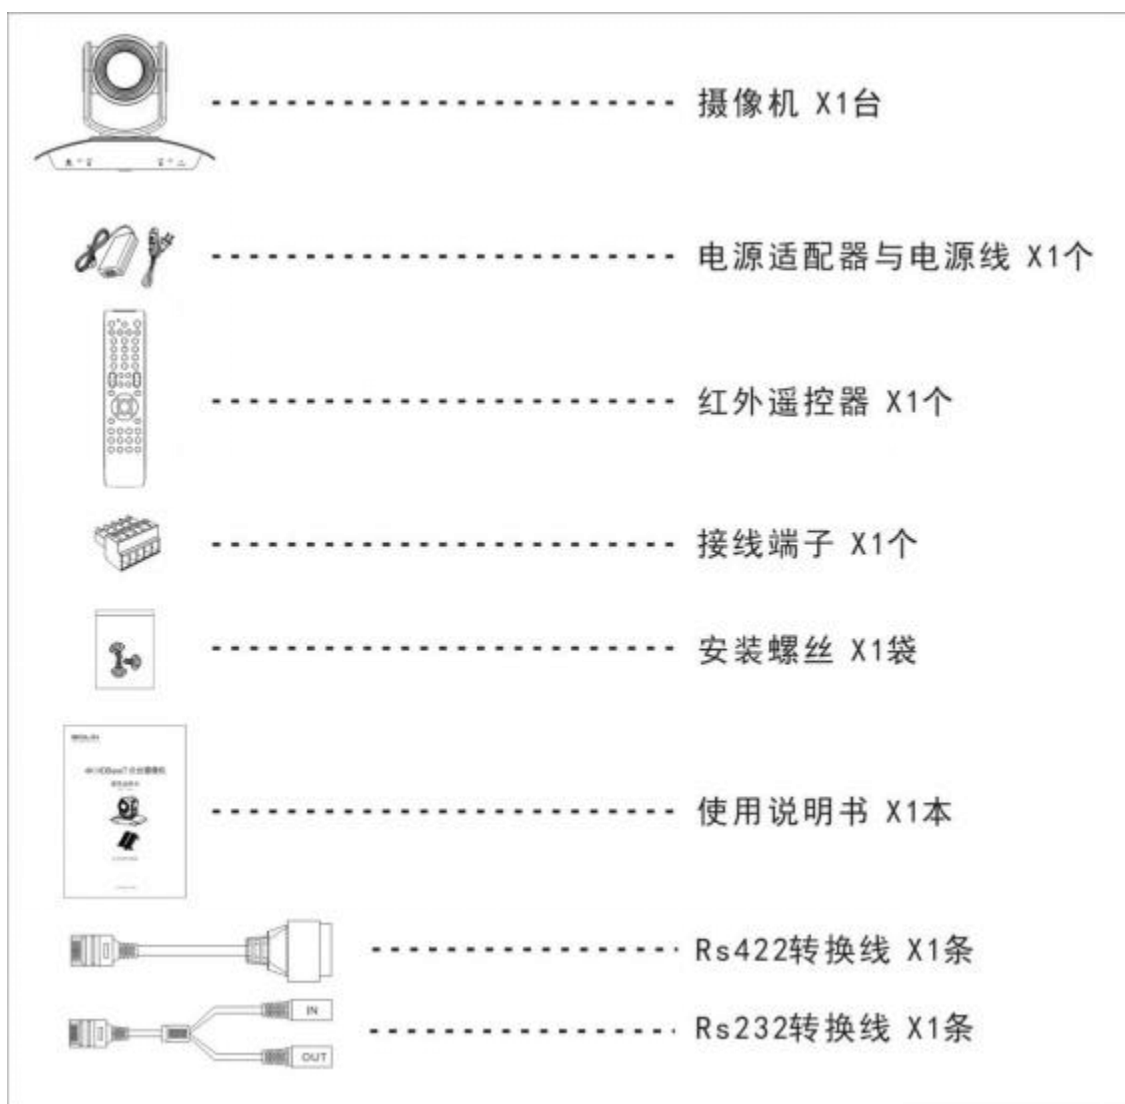 摄像机 X1台
电源适配器与电源线 X1个
红外遥控器 X1个
接线端子 X1个
安装螺丝 X1袋
使用说明书 X1本
Rs422转换线 X1条
IN
Rs232转换线 X1条
OUT